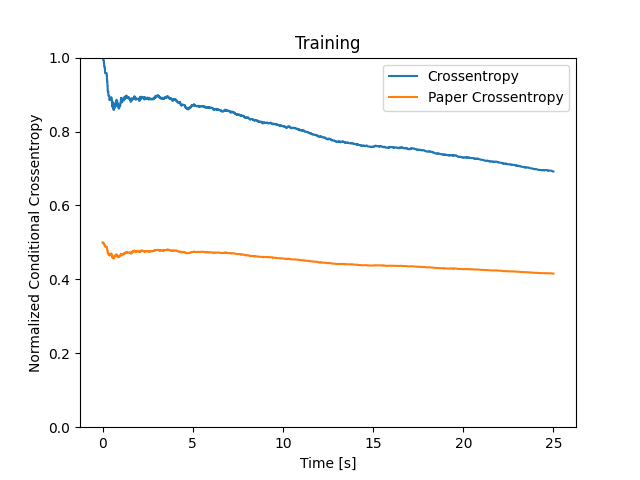 Training
Crossentropy
Paper Crossentropy
Normalized Conditional Crossentropy
1.0
0.8
0.6
0.4
0.2
0.0
0 5 10 15 20 25
Time [s]